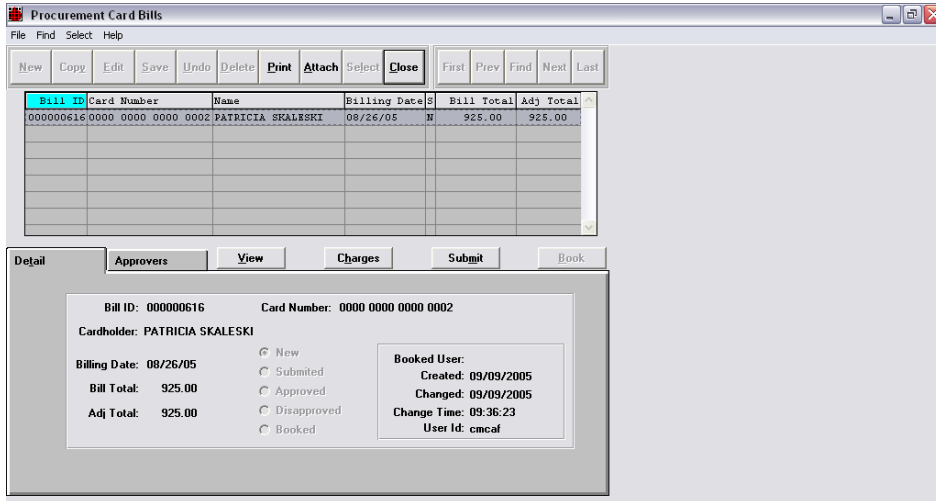 Procurement Card Bills
File Find Select Help
New Copy Edit Save Undo Delete Print Attach Select Close First Prev Find Next Last
Bill ID Card Number Name Billing Date S Bill Total Adj Total
000000616 0000 0000 0000 0002 PATRICIA SKALESKI 08/26/05 N 925.00 925.00
Detail Approvers View Charges Submit Book
Bill ID: 000000616 Card Number: 0000 0000 0000 0002
Cardholder: PATRICIA SKALESKI
Billing Date: 08/26/05
Bill Total: 925.00
Adj Total: 925.00
New
Submited
Approved
Disapproved
Booked
Booked User:
Created: 09/09/2005
Changed: 09/09/2005
Change Time: 09:36:23
User Id: cmcaf